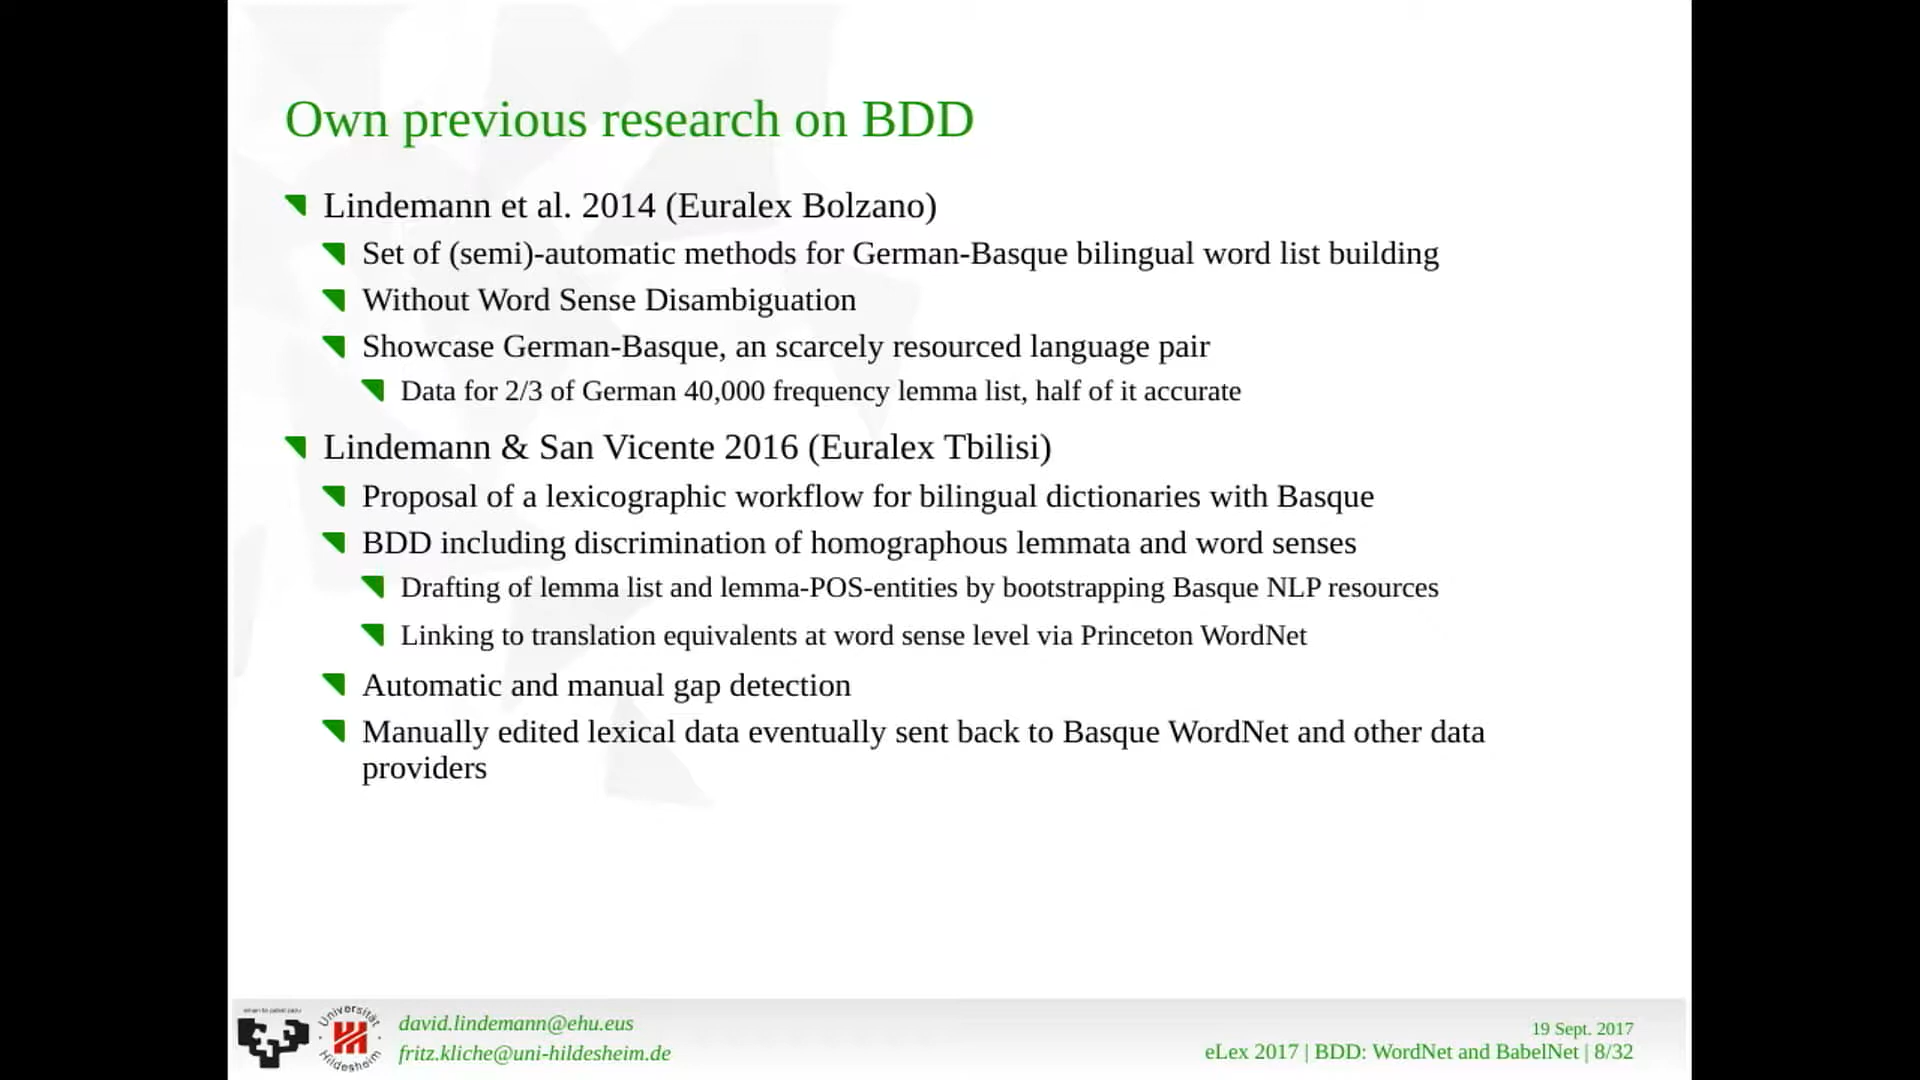 Own previous research on BDD
Lindemann et al. 2014 (Euralex Bolzano)
Set of (semi)-automatic methods for German-Basque bilingual word list building
Without Word Sense Disambiguation
Showcase German-Basque, an scarcely resourced language pair
Data for 2/3 of German 40,000 frequency lemma list, half of it accurate
Lindemann & San Vicente 2016 (Euralex Tbilisi)
Proposal of a lexicographic workflow for bilingual dictionaries with Basque
BDD including discrimination of homographous lemmata and word senses
Drafting of lemma list and lemma-POS-entities by bootstrapping Basque NLP resources
Linking to translation equivalents at word sense level via Princeton WordNet
Automatic and manual gap detection
Manually edited lexical data eventually sent back to Basque WordNet and other data
providers
Universität
Hildesheim
david.lindemann@ehu.eus
fritz.kliche@uni-hildesheim.de
19 Sept. 2017
eLex 2017 | BDD: WordNet and BabelNet | 8/32